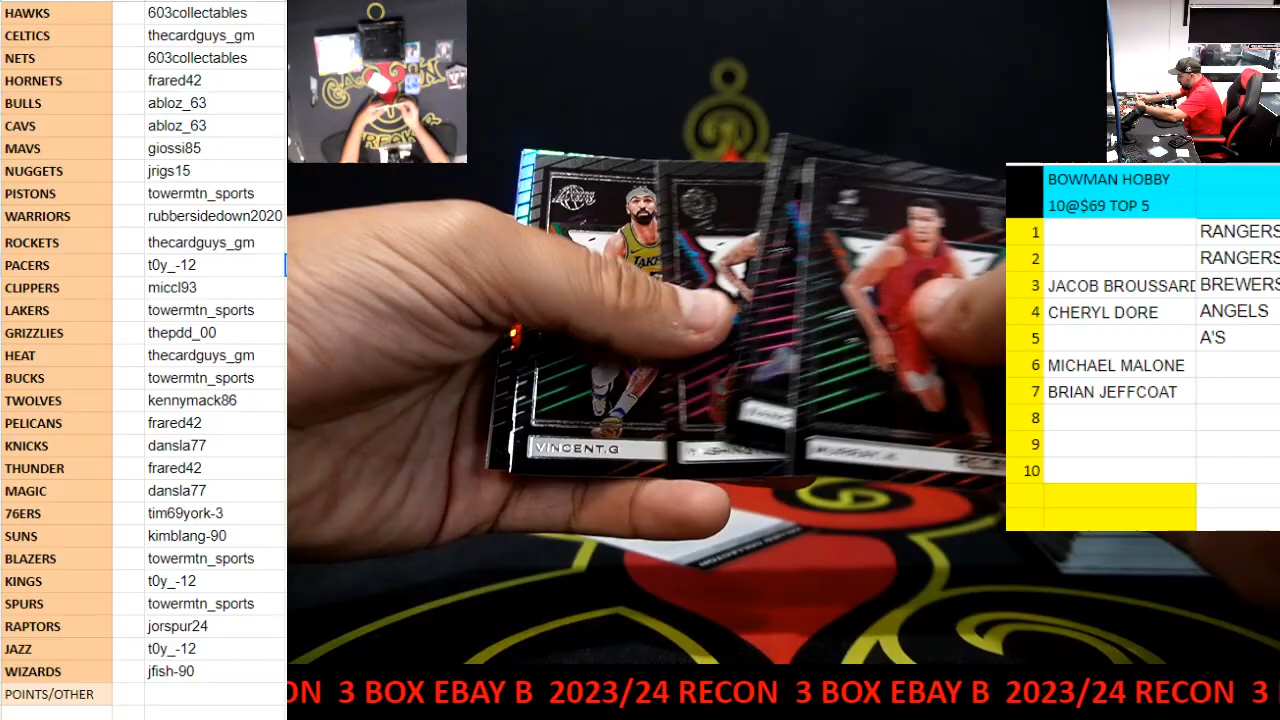 HAWKS 603collectables
CELTICS thecardguys_gm
NETS 603collectables
HORNETS frared42
BULLS abloz_63
CAVS abloz_63
MAVS giossi85
NUGGETS jrigs15
PISTONS towermtn_sports
WARRIORS rubbersidedown2020
ROCKETS thecardguys_gm
PACERS t0y_-12
CLIPPERS miccl93
LAKERS towermtn_sports
GRIZZLIES thepdd_00
HEAT thecardguys_gm
BUCKS towermtn_sports
TWOLVES kennymack86
PELICANS frared42
KNICKS dansla77
THUNDER frared42
MAGIC dansla77
76ERS tim69york-3
SUNS kimblang-90
BLAZERS towermtn_sports
KINGS t0y_-12
SPURS towermtn_sports
RAPTORS jorspur24
JAZZ t0y_-12
WIZARDS jfish-90
POINTS/OTHER
VINCENT.G
BOWMAN HOBBY
10@$69 TOP 5
1 RANGERS
2 RANGERS
3 JACOB BROUSSARD BREWERS
4 CHERYL DORE ANGELS
5 A'S
6 MICHAEL MALONE
7 BRIAN JEFFCOAT
8
9
10
ON 3 BOX EBAY B 2023/24 RECON 3 BOX EBAY B 2023/24 RECON 3